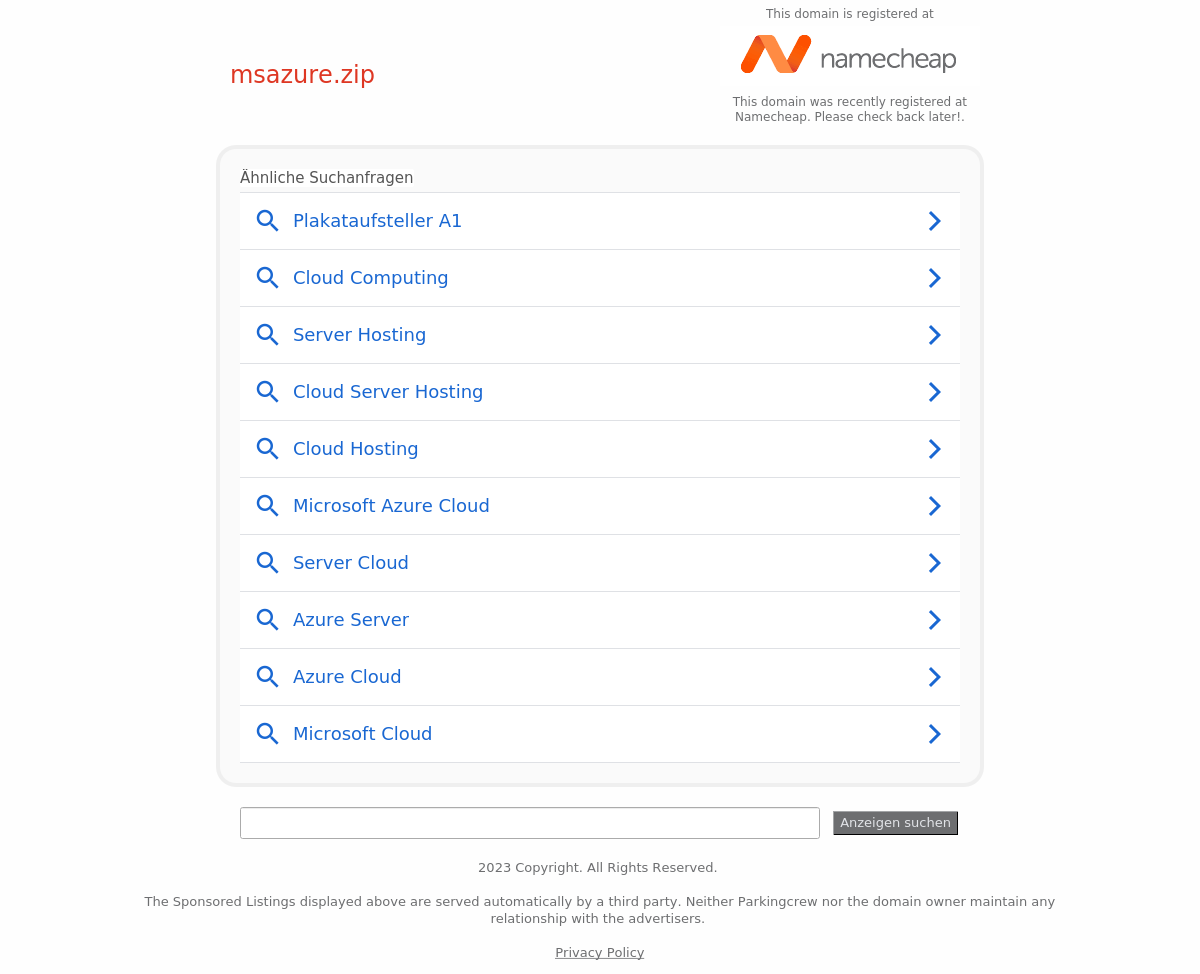 This domain is registered at
msazure.zip
namecheap
This domain was recently registered at
Namecheap. Please check back later!.
Ähnliche Suchanfragen
Plakataufsteller A1
Cloud Computing
Server Hosting
Cloud Server Hosting
Cloud Hosting
Microsoft Azure Cloud
Server Cloud
Azure Server
Azure Cloud
Microsoft Cloud
Anzeigen suchen
2023 Copyright. All Rights Reserved.
The Sponsored Listings displayed above are served automatically by a third party. Neither Parkingcrew nor the domain owner maintain any
relationship with the advertisers.
Privacy Policy